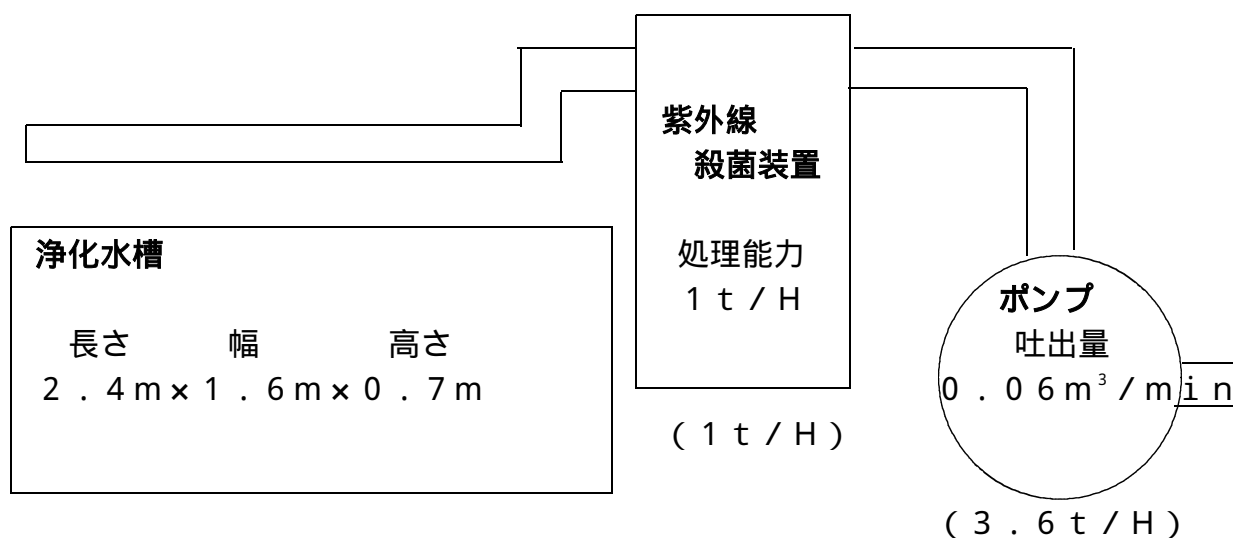 紫外線
殺菌装置
処理能力
1t/H
(1t/H)
浄化水槽
長さ 幅 高さ
2.4m×1.6m×0.7m
ポンプ
吐出量
0.06m³/min
(3.6t/H)